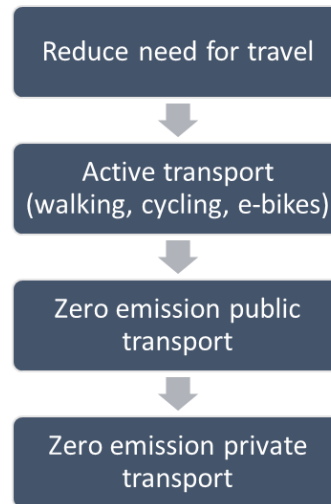 Reduce need for travel
Active transport
(walking, cycling, e-bikes)
Zero emission public
transport
Zero emission private
transport